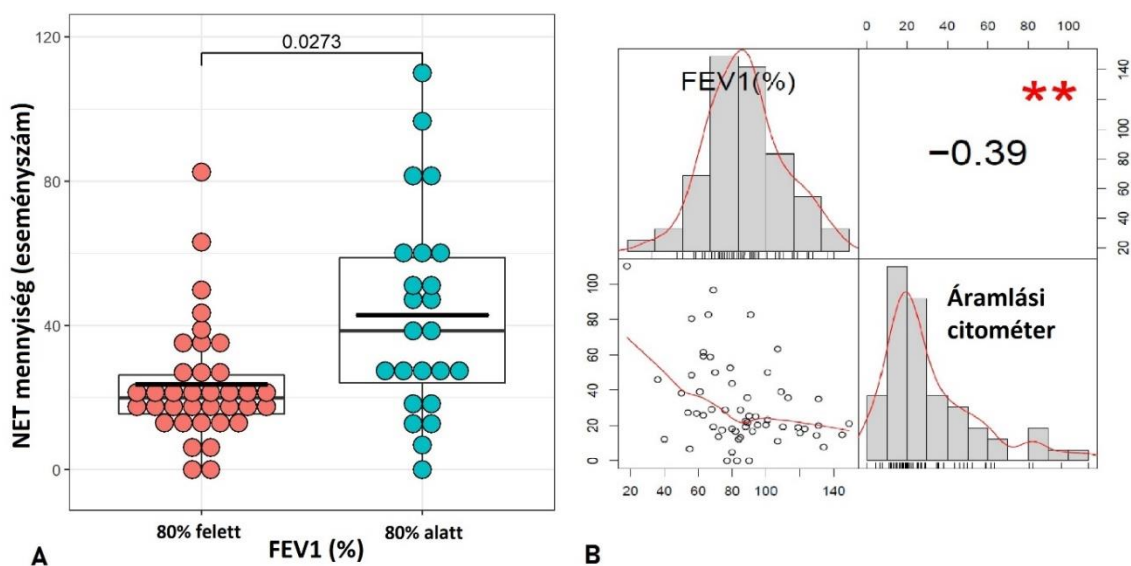 120
80
40
0
NET mennyiség (eseményszám)
0.0273
80% felett
80% alatt
FEV1 (%)
A
0 20 40 60 80 100
FEV1(%)
**
−0.39
140
120
100
80
60
40
20
100
80
60
40
20
0
Áramlási
citométer
20 40 60 80 100 140
B